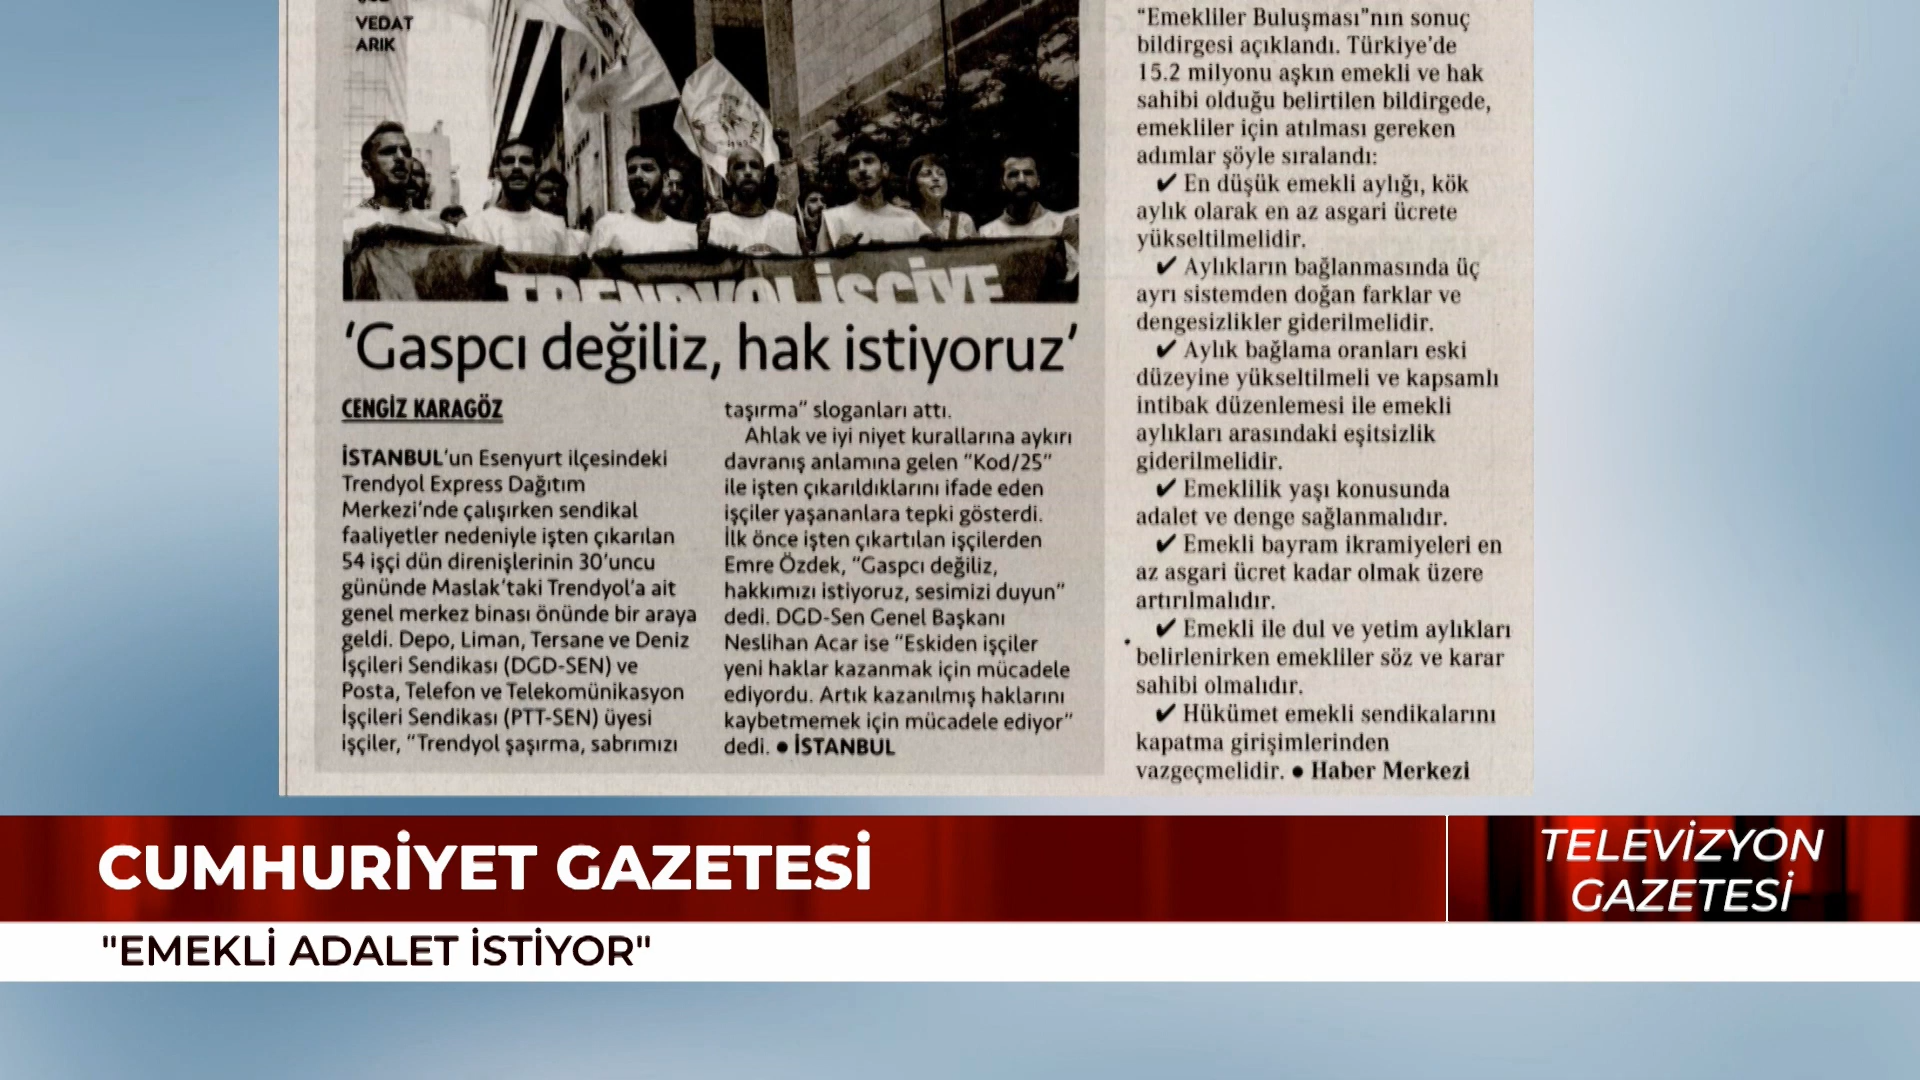 VEDAT
ARIK
TRENDYOL İŞÇİYE
‘Gaspcı değiliz, hak istiyoruz’
CENGİZ KARAGÖZ
İSTANBUL’un Esenyurt ilçesindeki
Trendyol Express Dağıtım
Merkezi’nde çalışırken sendikal
faaliyetler nedeniyle işten çıkarılan
54 işçi dün direnişlerinin 30’uncu
gününde Maslak’taki Trendyol’a ait
genel merkez binası önünde bir araya
geldi. Depo, Liman, Tersane ve Deniz
İşçileri Sendikası (DGD-SEN) ve
Posta, Telefon ve Telekomünikasyon
İşçileri Sendikası (PTT-SEN) üyesi
işçiler, “Trendyol şaşırma, sabrımızı
taşırma” sloganları attı.
Ahlak ve iyi niyet kurallarına aykırı
davranış anlamına gelen “Kod/25”
ile işten çıkarıldıklarını ifade eden
işçiler yaşananlara tepki gösterdi.
İlk önce işten çıkartılan işçilerden
Emre Özdek, “Gaspcı değiliz,
hakkımızı istiyoruz, sesimizi duyun”
dedi. DGD-Sen Genel Başkanı
Neslihan Acar ise “Eskiden işçiler
yeni haklar kazanmak için mücadele
ediyordu. Artık kazanılmış haklarını
kaybetmemek için mücadele ediyor”
dedi. ● İSTANBUL
“Emekliler Buluşması”nın sonuç
bildirgesi açıklandı. Türkiye’de
15.2 milyonu aşkın emekli ve hak
sahibi olduğu belirtilen bildirgede,
emekliler için atılması gereken
adımlar şöyle sıralandı:
✔ En düşük emekli aylığı, kök
aylık olarak en az asgari ücrete
yükseltilmelidir.
✔ Aylıkların bağlanmasında üç
ayrı sistemden doğan farklar ve
dengesizlikler giderilmelidir.
✔ Aylık bağlama oranları eski
düzeyine yükseltilmeli ve kapsamlı
intibak düzenlemesi ile emekli
aylıkları arasındaki eşitsizlik
giderilmelidir.
✔ Emeklilik yaşı konusunda
adalet ve denge sağlanmalıdır.
✔ Emekli bayram ikramiyeleri en
az asgari ücret kadar olmak üzere
artırılmalıdır.
✔ Emekli ile dul ve yetim aylıkları
belirlenirken emekliler söz ve karar
sahibi olmalıdır.
✔ Hükümet emekli sendikalarını
kapatma girişimlerinden
vazgeçmelidir. ● Haber Merkezi
CUMHURİYET GAZETESİ
"EMEKLİ ADALET İSTİYOR"
TELEVİZYON
GAZETESİ